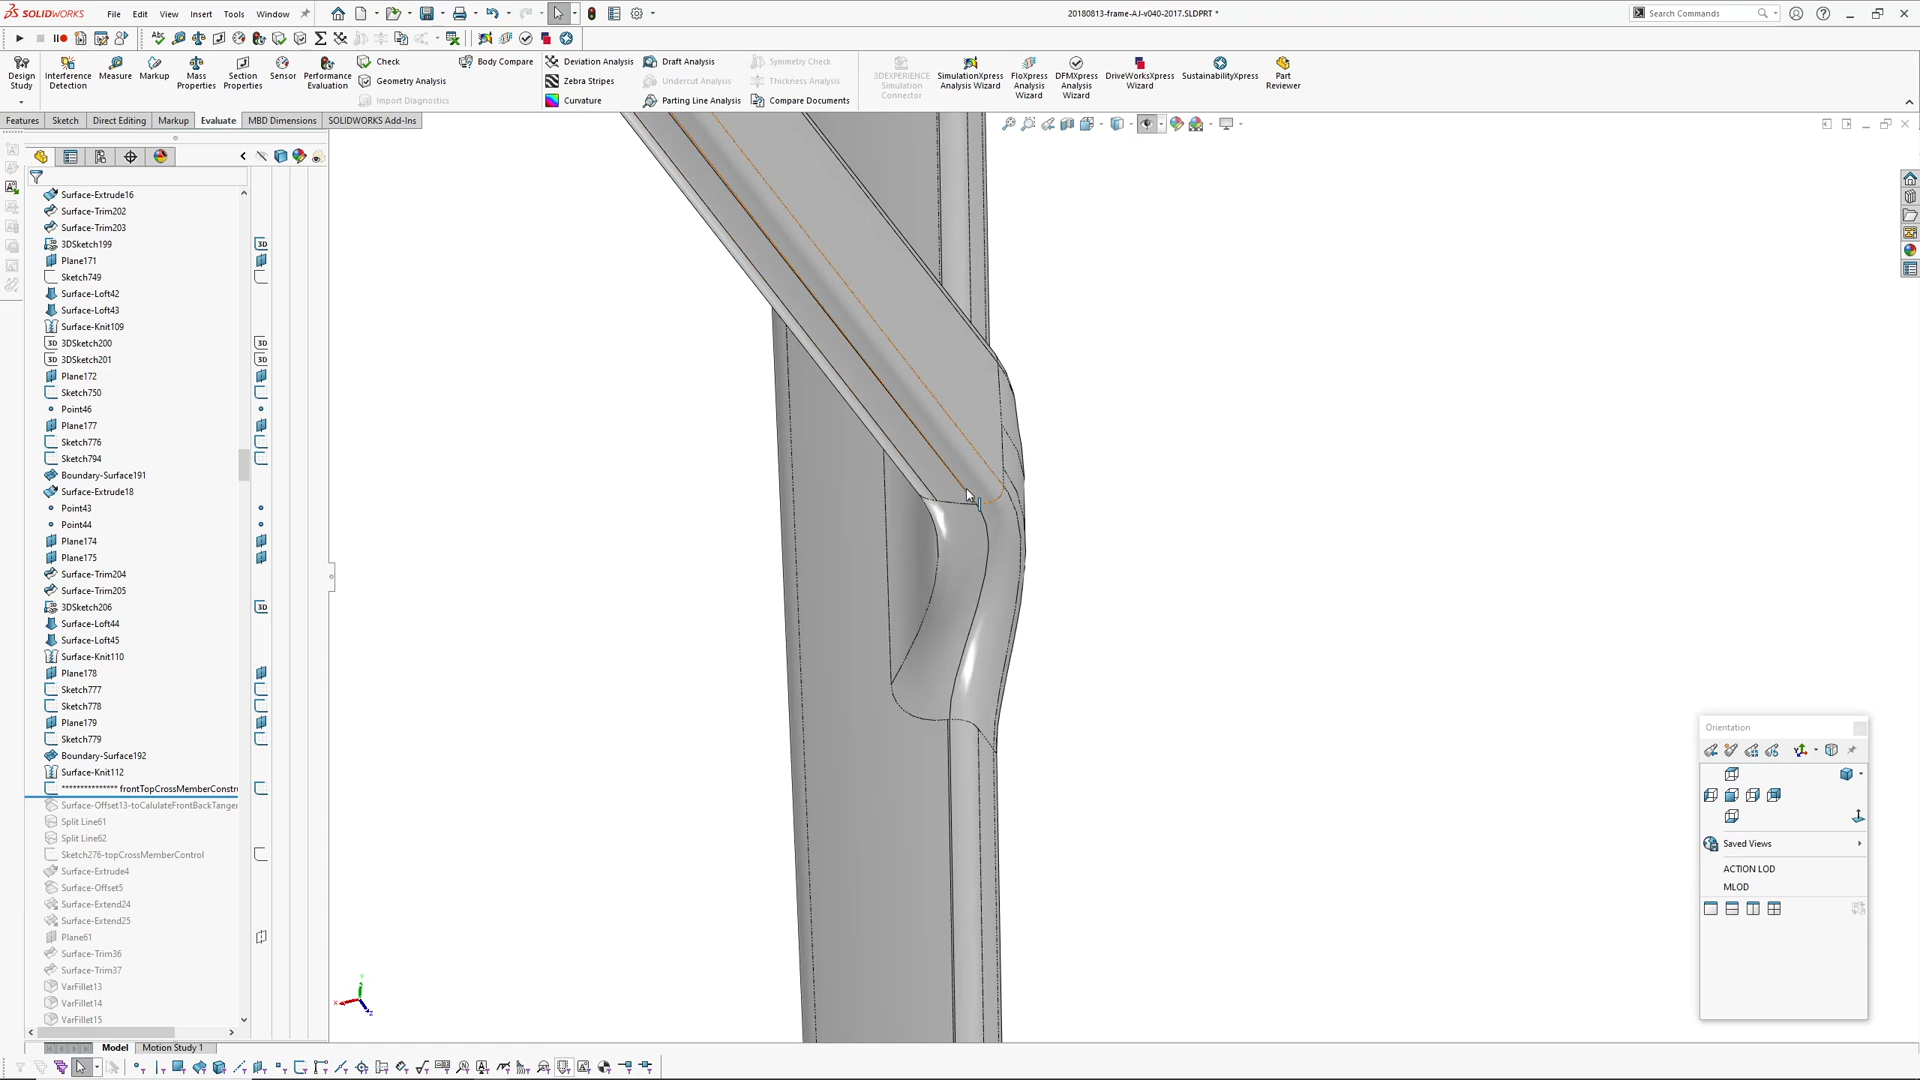 SOLIDWORKS File Edit View Insert Tools Window 20180813-frame-AJ-v040-2017.SLDPRT * Search Commands
Design Study
Interference Detection
Measure
Markup
Mass Properties
Section Properties
Sensor
Performance Evaluation
Check
Geometry Analysis
Import Diagnostics
Body Compare
Deviation Analysis
Zebra Stripes
Curvature
Draft Analysis
Undercut Analysis
Parting Line Analysis
Symmetry Check
Thickness Analysis
Compare Documents
3DEXPERIENCE Simulation Connector
SimulationXpress Analysis Wizard
FloXpress Analysis Wizard
DFMXpress Analysis Wizard
DriveWorksXpress Wizard
SustainabilityXpress
Part Reviewer
Features Sketch Direct Editing Markup Evaluate MBD Dimensions SOLIDWORKS Add-Ins
Surface-Extrude16
Surface-Trim202
Surface-Trim203
3DSketch199
Plane171
Sketch749
Surface-Loft42
Surface-Loft43
Surface-Knit109
3DSketch200
3DSketch201
Plane172
Sketch750
Point46
Plane177
Sketch776
Sketch794
Boundary-Surface191
Surface-Extrude18
Point43
Point44
Plane174
Plane175
Surface-Trim204
Surface-Trim205
3DSketch206
Surface-Loft44
Surface-Loft45
Surface-Knit110
Plane178
Sketch777
Sketch778
Plane179
Sketch779
Boundary-Surface192
Surface-Knit112
*************** frontTopCrossMemberConstr
Surface-Offset13-toCalulateFrontBackTanger
Split Line61
Split Line62
Sketch276-topCrossMemberControl
Surface-Extrude4
Surface-Offset5
Surface-Extend24
Surface-Extend25
Plane61
Surface-Trim36
Surface-Trim37
VarFillet13
VarFillet14
VarFillet15
Orientation
Saved Views
ACTION LOD
MLOD
Model Motion Study 1